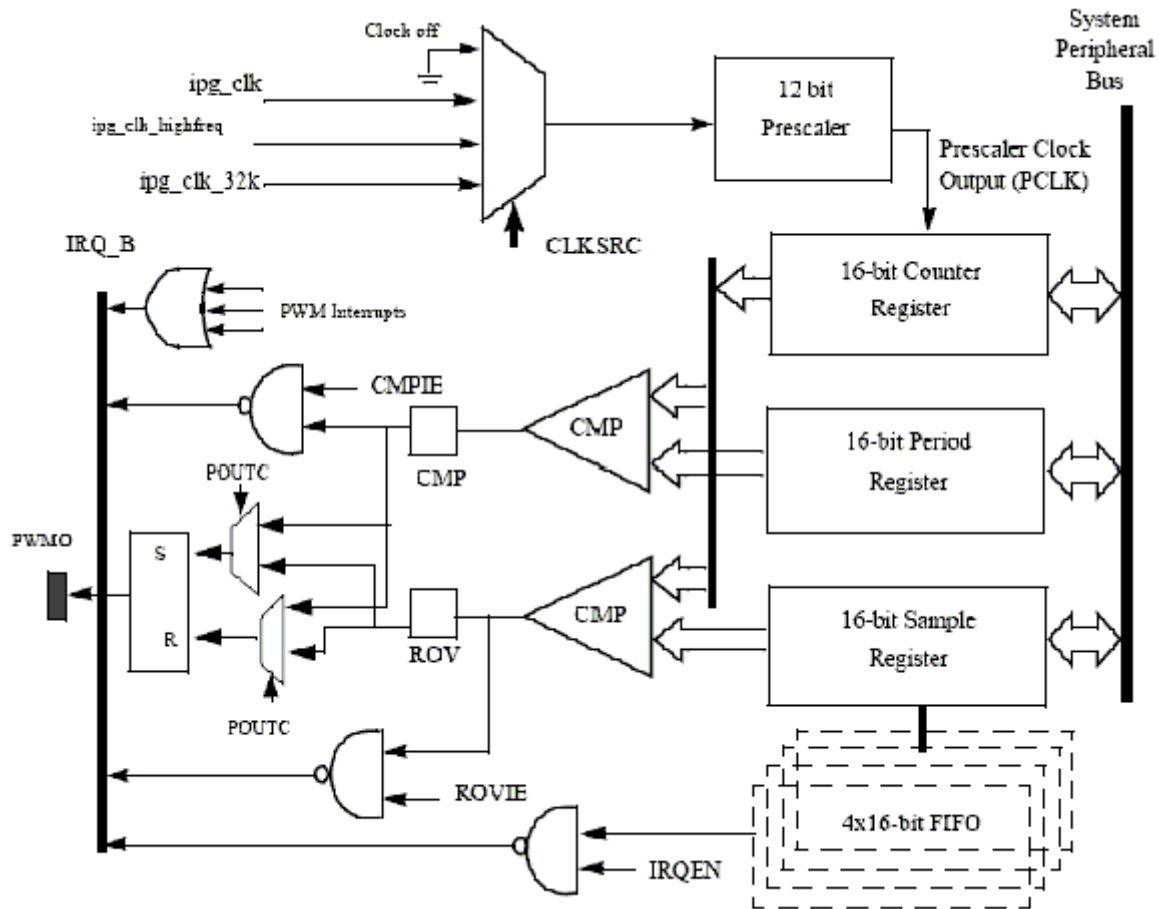 System
Peripheral
Bus
Clock off
ipg_clk
ipg_clk_highfreq
ipg_clk_32k
12 bit
Prescaler
Prescaler Clock
Output (PCLK)
CLKSRC
IRQ_B
PWM Interrupts
16-bit Counter
Register
CMPIE
CMP
CMP
16-bit Period
Register
POUTC
PWMO
S
R
ROV
CMP
16-bit Sample
Register
POUTC
ROVIE
4x16-bit FIFO
IRQEN